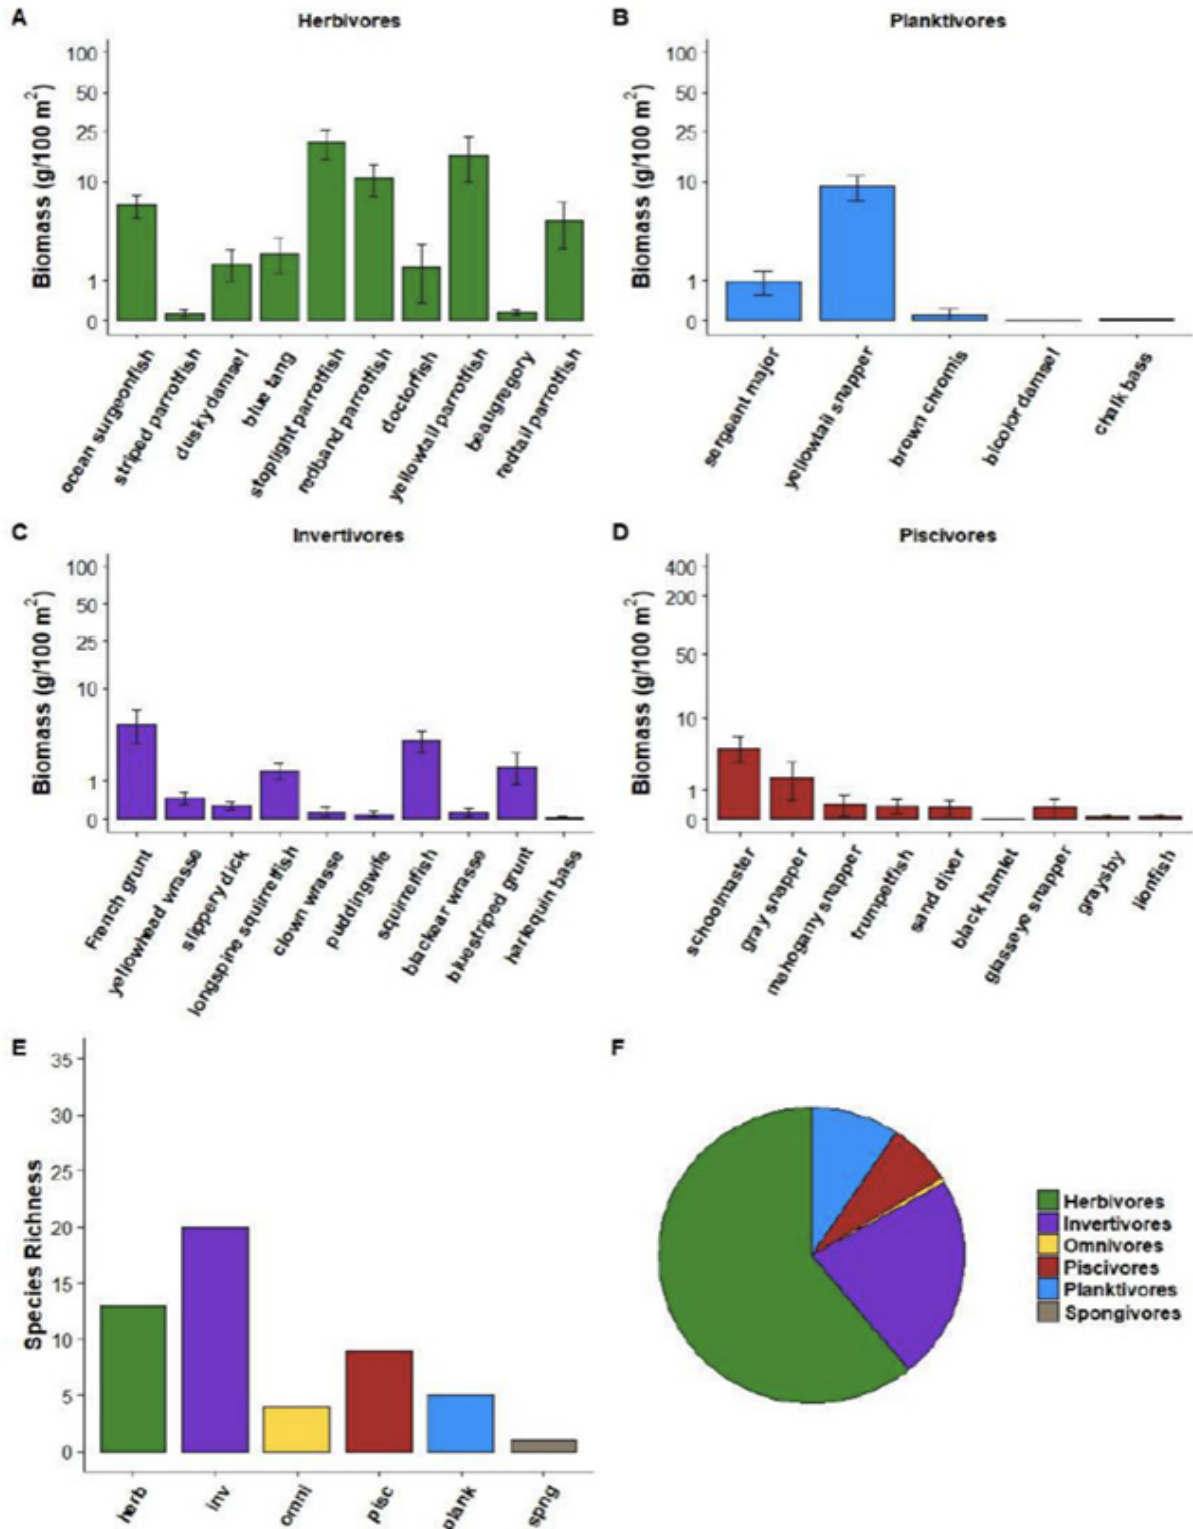 A
Herbivores
Biomass (g/100 m²)
100
50
25
10
1
0
ocean surgeonfish
striped parrotfish
dusky damsel
blue tang
stoplight parrotfish
redband parrotfish
doctorfish
yellowtail parrotfish
beaugregory
redtail parrotfish
B
Planktivores
Biomass (g/100 m²)
100
50
25
10
1
0
sergeant major
yellowtail snapper
brown chromis
bicolor damsel
chalk bass
C
Invertivores
Biomass (g/100 m²)
100
50
25
10
1
0
French grunt
yellowhead wrasse
slippery dick
longspine squirrelfish
clown wrasse
puddingwife
squirrelfish
blackear wrasse
bluestriped grunt
harlequin bass
D
Piscivores
Biomass (g/100 m²)
400
200
50
10
1
0
schoolmaster
gray snapper
mahogany snapper
trumpetfish
sand diver
black hamlet
glasseye snapper
graysby
lionfish
E
Species Richness
35
30
25
20
15
10
5
0
herb
inv
omni
pisc
plank
spng
F
Herbivores
Invertivores
Omnivores
Piscivores
Planktivores
Spongivores